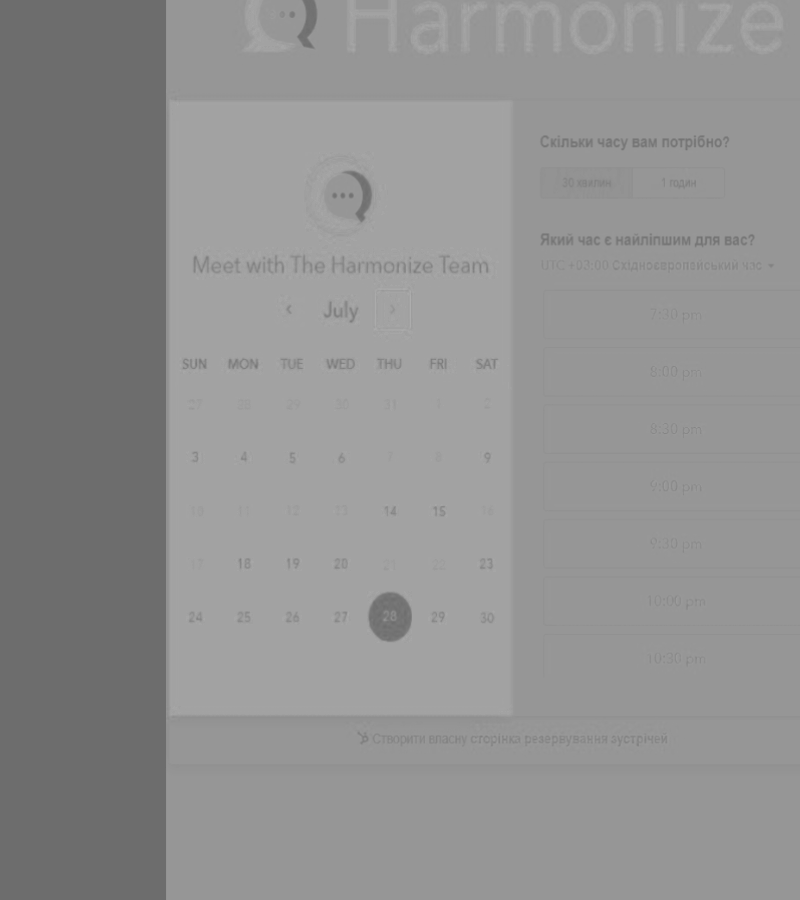 Harmonize
Meet with The Harmonize Team
‹ July ›
SUN MON TUE WED THU FRI SAT
27 28 29 30 31 1 2
3 4 5 6 7 8 9
10 11 12 13 14 15 16
17 18 19 20 21 22 23
24 25 26 27 28 29 30
Скільки часу вам потрібно?
20 хвилин 1 годин
Який час є найліпшим для вас?
UTC +03:00 Східноєвропейський час
7:30 pm
8:00 pm
8:30 pm
9:00 pm
9:30 pm
10:00 pm
10:30 pm
Створити власну сторінка резервування зустрічей